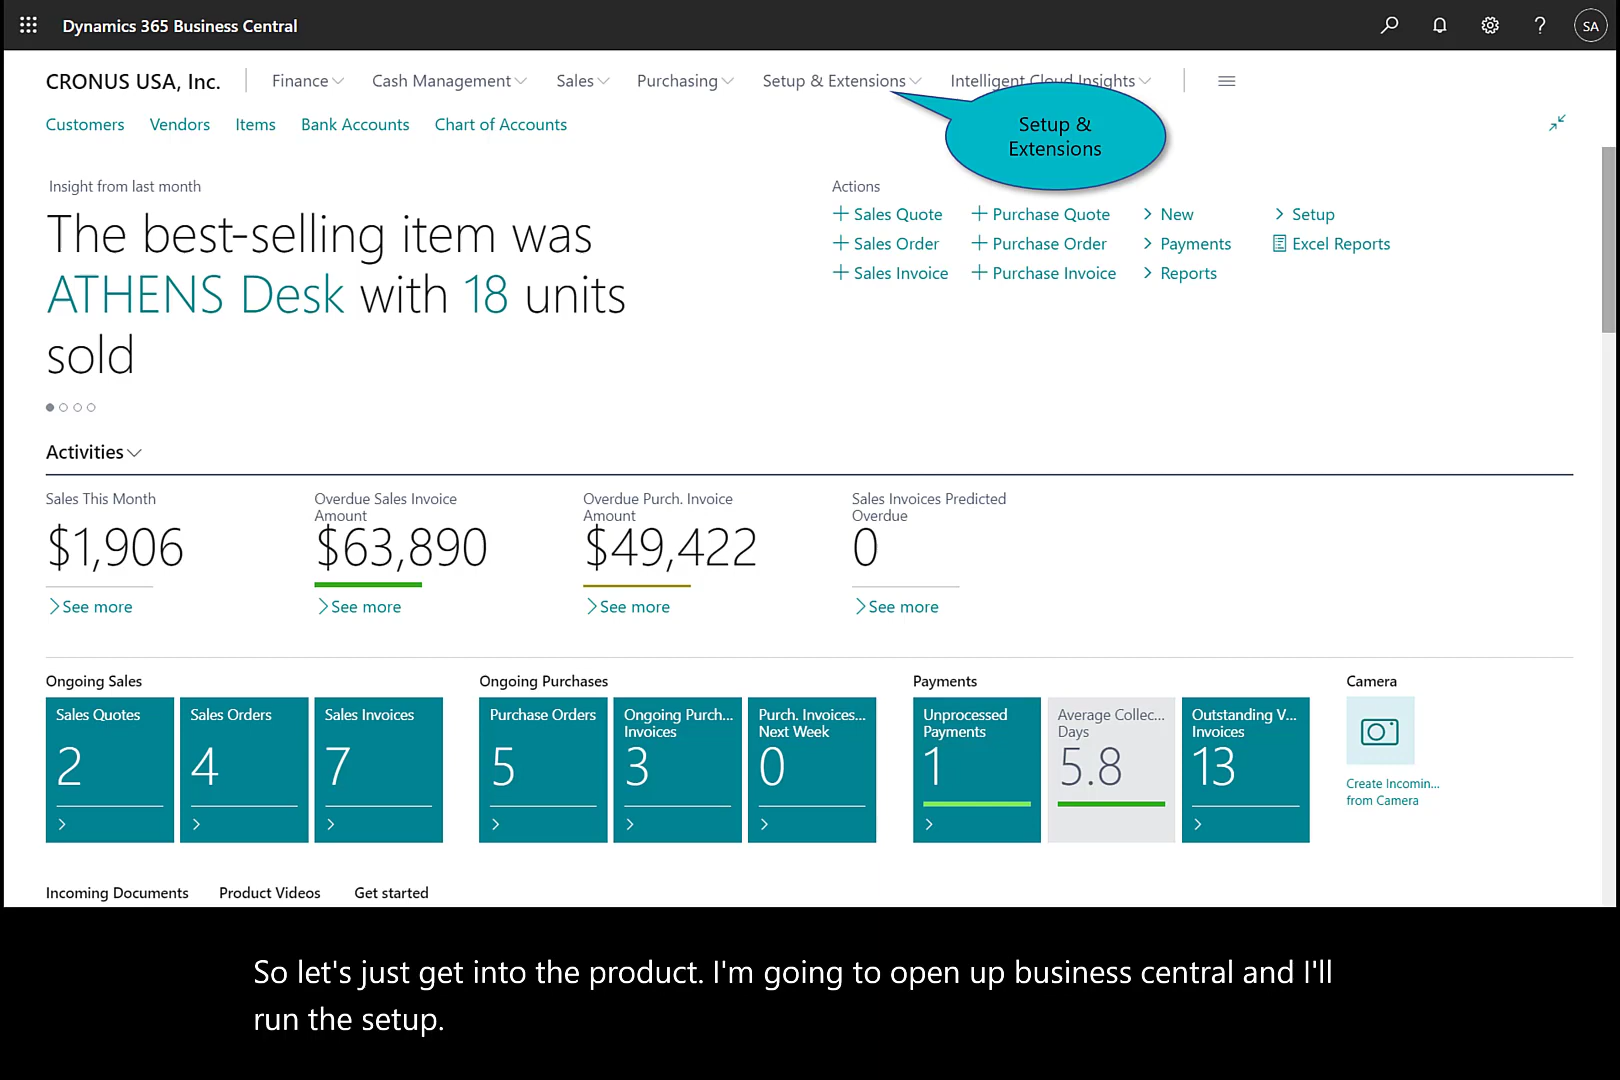 Dynamics 365 Business Central
SA
CRONUS USA, Inc.
Finance
Cash Management
Sales
Purchasing
Setup & Extensions
Intelligent Cloud Insights
Setup &
Extensions
Customers
Vendors
Items
Bank Accounts
Chart of Accounts
Insight from last month
The best-selling item was
ATHENS Desk with 18 units
sold
Actions
+ Sales Quote
+ Purchase Quote
> New
> Setup
+ Sales Order
+ Purchase Order
> Payments
Excel Reports
+ Sales Invoice
+ Purchase Invoice
> Reports
Activities
Sales This Month
$1,906
> See more
Overdue Sales Invoice
Amount
$63,890
> See more
Overdue Purch. Invoice
Amount
$49,422
> See more
Sales Invoices Predicted
Overdue
0
> See more
Ongoing Sales
Sales Quotes
2
Sales Orders
4
Sales Invoices
7
Ongoing Purchases
Purchase Orders
5
Ongoing Purch...
Invoices
3
Purch. Invoices...
Next Week
0
Payments
Unprocessed
Payments
1
Average Collec...
Days
5.8
Outstanding V...
Invoices
13
Camera
Create Incomin...
from Camera
Incoming Documents
Product Videos
Get started
So let's just get into the product. I'm going to open up business central and I'll
run the setup.